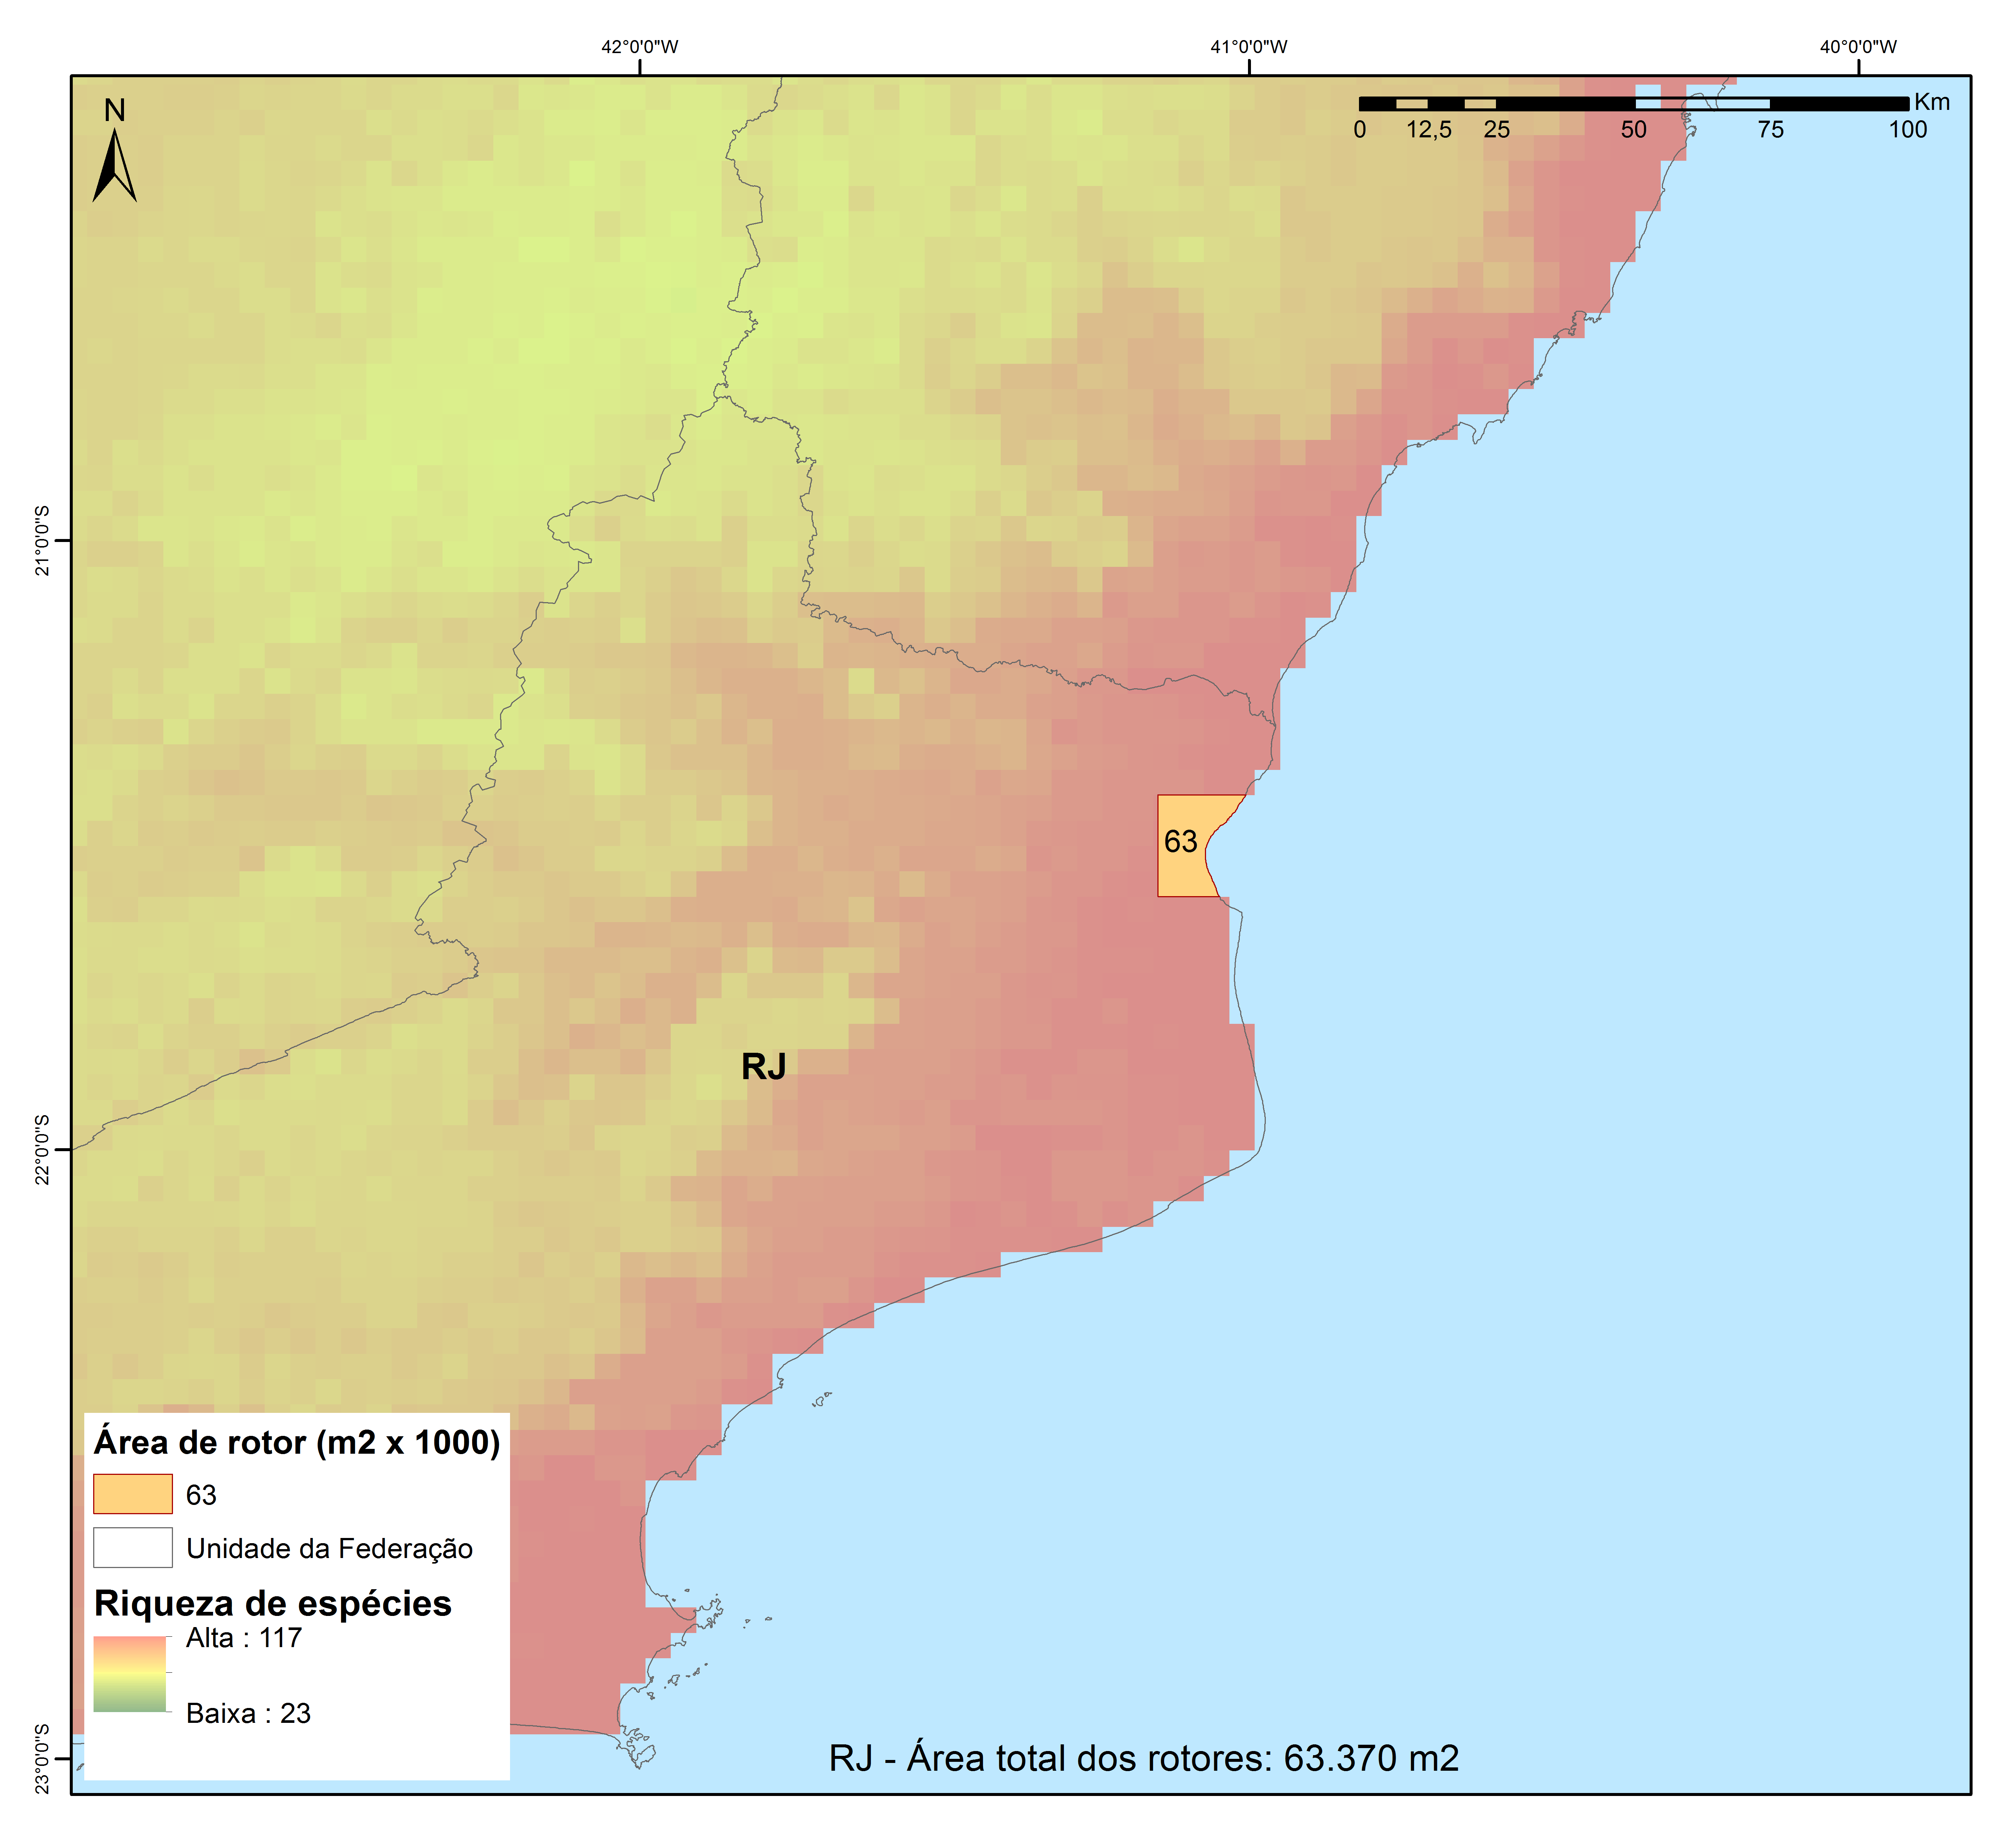 42°0'0"W
41°0'0"W
40°0'0"W
N
Km
0 12,5 25 50 75 100
21°0'0"S
63
RJ
22°0'0"S
Área de rotor (m2 x 1000)
63
Unidade da Federação
Riqueza de espécies
Alta : 117
Baixa : 23
23°0'0"S
RJ - Área total dos rotores: 63.370 m2